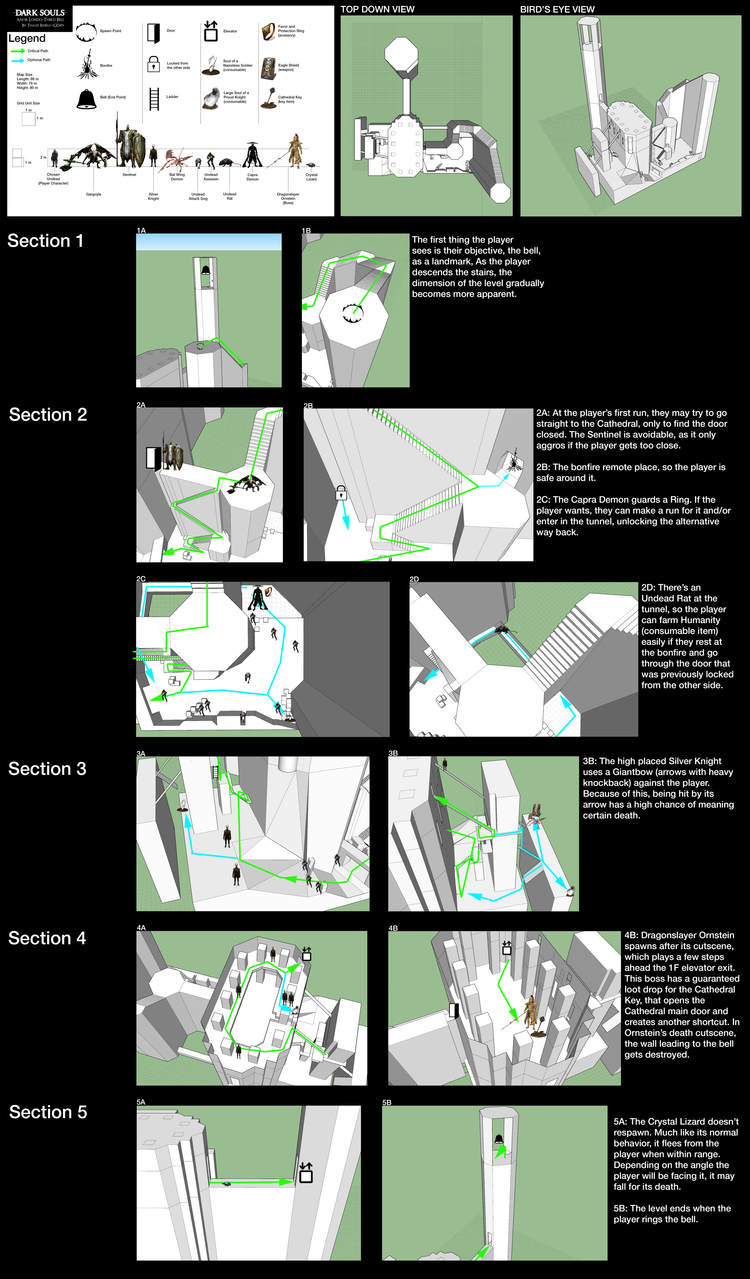 DARK SOULS
ANOR LONDO: THIRD BELL
Legend
Critical Path
Optional Path
Map Size
Length: 86 m
Width: 76 m
Height: 90 m
Grid Unit Size
1 m
1 m
Spawn Point
Door
Elevator
Favor and
Protection Ring
(acessory)
Bonfire
Locked from
the other side
Soul of a
Nameless Soldier
(consumable)
Eagle Shield
(weapon)
Bell (End Point)
Ladder
Large Soul of a
Proud Knight
(consumable)
Cathedral Key
(key item)
2 m
1 m
Chosen
Undead
(Player Character)
Gargoyle
Sentinel
Silver
Knight
Bat Wing
Demon
Undead
Attack Dog
Undead
Assassin
Undead
Rat
Capra
Demon
Dragonslayer
Ornstein
(Boss)
Crystal
Lizard
TOP DOWN VIEW
BIRD'S EYE VIEW
Section 1
1A
1B
The first thing the player
sees is their objective, the bell,
as a landmark, As the player
descends the stairs, the
dimension of the level gradually
becomes more apparent.
Section 2
2A
2B
2A: At the player's first run, they may try to go
straight to the Cathedral, only to find the door
closed. The Sentinel is avoidable, as it only
aggros if the player gets too close.
2B: The bonfire remote place, so the player is
safe around it.
2C: The Capra Demon guards a Ring. If the
player wants, they can make a run for it and/or
enter in the tunnel, unlocking the alternative
way back.
2C
2D
2D: There's an
Undead Rat at the
tunnel, so the player
can farm Humanity
(consumable item)
easily if they rest at
the bonfire and go
through the door that
was previously locked
from the other side.
Section 3
3A
3B
3B: The high placed Silver Knight
uses a Giantbow (arrows with heavy
knockback) against the player.
Because of this, being hit by its
arrow has a high chance of meaning
certain death.
Section 4
4A
4B
4B: Dragonslayer Ornstein
spawns after its cutscene,
which plays a few steps
ahead the 1F elevator exit.
This boss has a guaranteed
loot drop for the Cathedral
Key, that opens the
Cathedral main door and
creates another shortcut. In
Ornstein's death cutscene,
the wall leading to the bell
gets destroyed.
Section 5
5A
5B
5A: The Crystal Lizard doesn't
respawn. Much like its normal
behavior, it flees from the
player when within range.
Depending on the angle the
player will be facing it, it may
fall for its death.
5B: The level ends when the
player rings the bell.